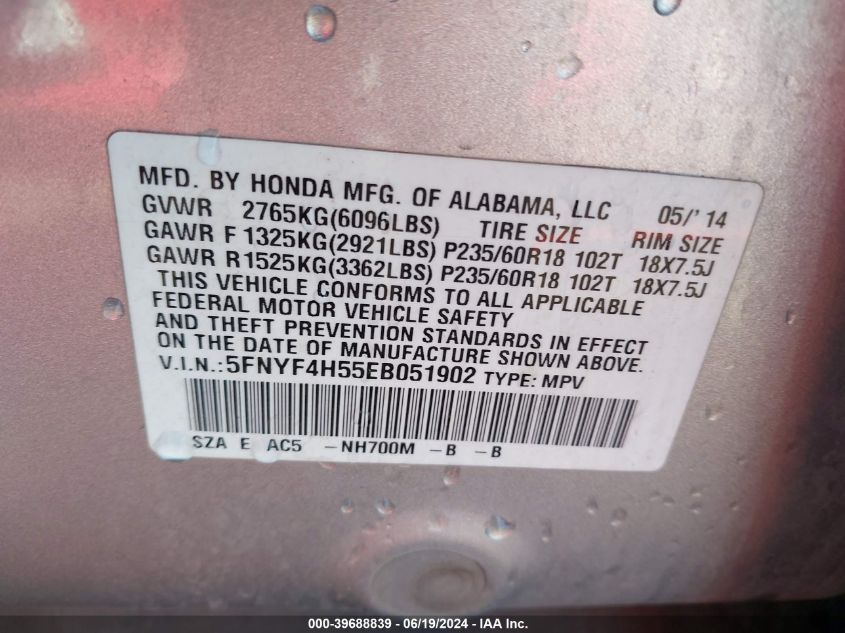 MFD. BY HONDA MFG. OF ALABAMA, LLC 05/' 14
GVWR 2765KG(6096LBS) TIRE SIZE RIM SIZE
GAWR F 1325KG(2921LBS) P235/60R18 102T 18X7.5J
GAWR R1525KG(3362LBS) P235/60R18 102T 18X7.5J
THIS VEHICLE CONFORMS TO ALL APPLICABLE
FEDERAL MOTOR VEHICLE SAFETY
AND THEFT PREVENTION STANDARDS IN EFFECT
ON THE DATE OF MANUFACTURE SHOWN ABOVE.
V.I.N.:5FNYF4H55EB051902 TYPE: MPV
SZA E AC5 -NH700M -B -B
000-39688839 - 06/19/2024 - IAA Inc.